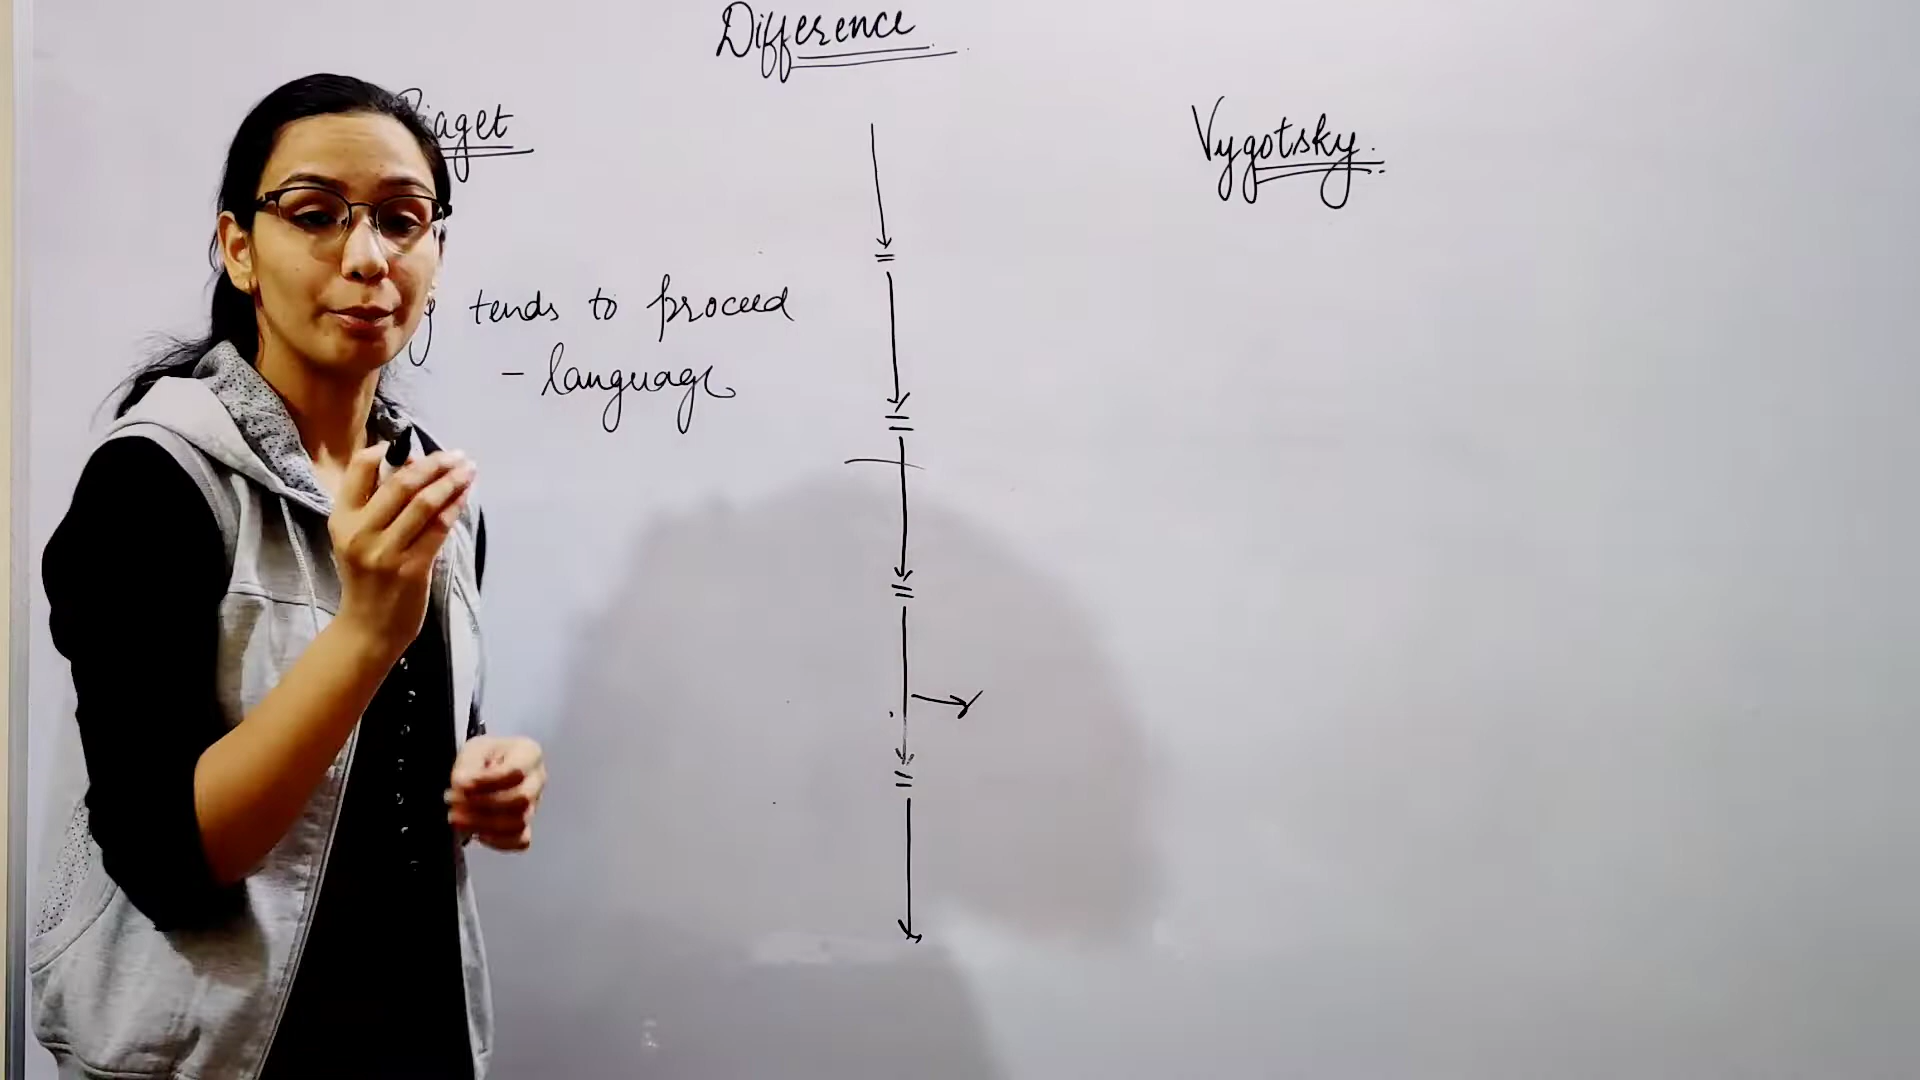 Difference
Piaget
Vygotsky.
tends to proceed
- language